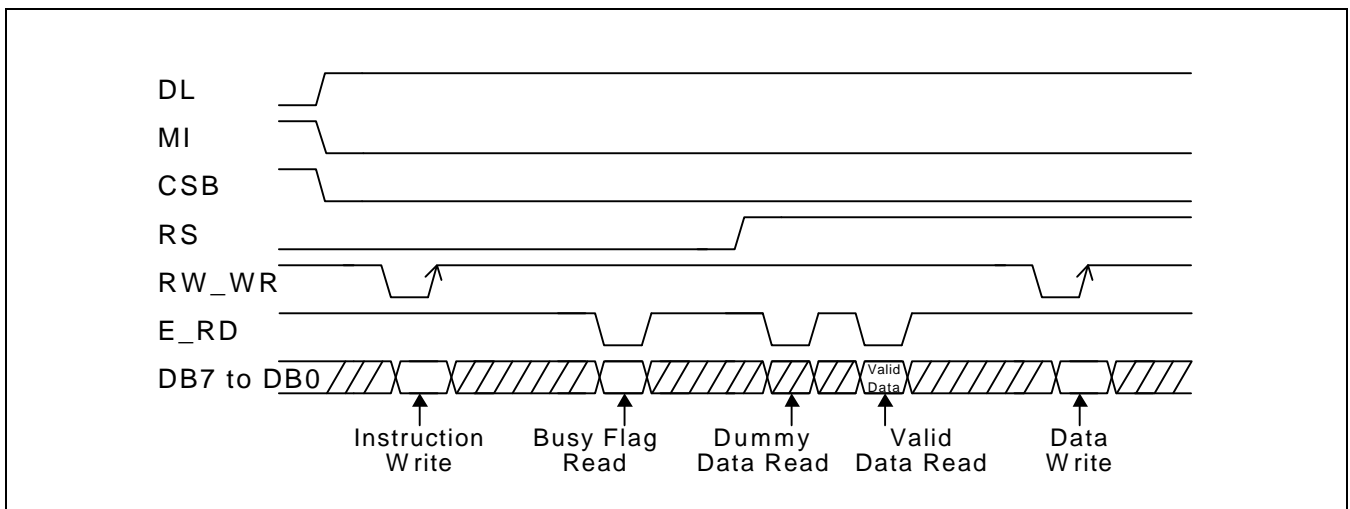 DL
MI
CSB
RS
RW_WR
E_RD
DB7 to DB0
Valid
Data
Instruction
Write
Busy Flag
Read
Dummy
Data Read
Valid
Data Read
Data
Write